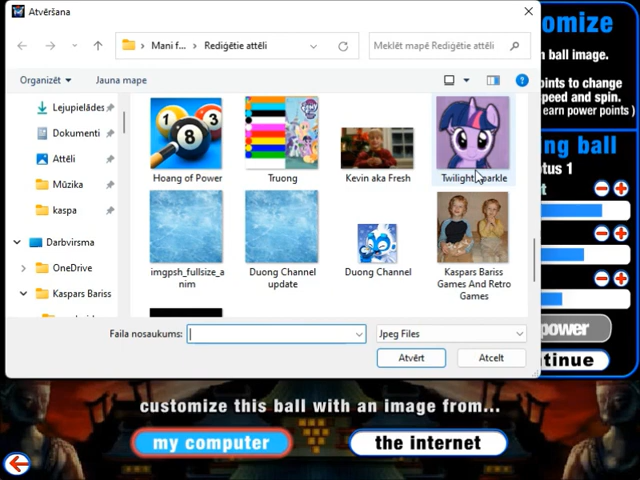 Atvēršana
Mani f... Rediģētie attēli
Meklēt mapē Rediģētie attēli
Organizēt Jauna mape
Lejupielādes
Dokumenti
Attēli
Mūzika
kaspa
Darbvirsma
OneDrive
Kaspars Bariss
Hoang of Power
Truong
Kevin aka Fresh
Twilight Sparkle
imgpsh_fullsize_a
nim
Duong Channel
update
Duong Channel
Kaspars Bariss
Games And Retro
Games
Faila nosaukums:
Jpeg Files
Atvērt
Atcelt
omize
n ball image.
oints to change
peed and spin.
earn power points )
ng ball
otus 1
power
ntinue
customize this ball with an image from...
my computer
the internet